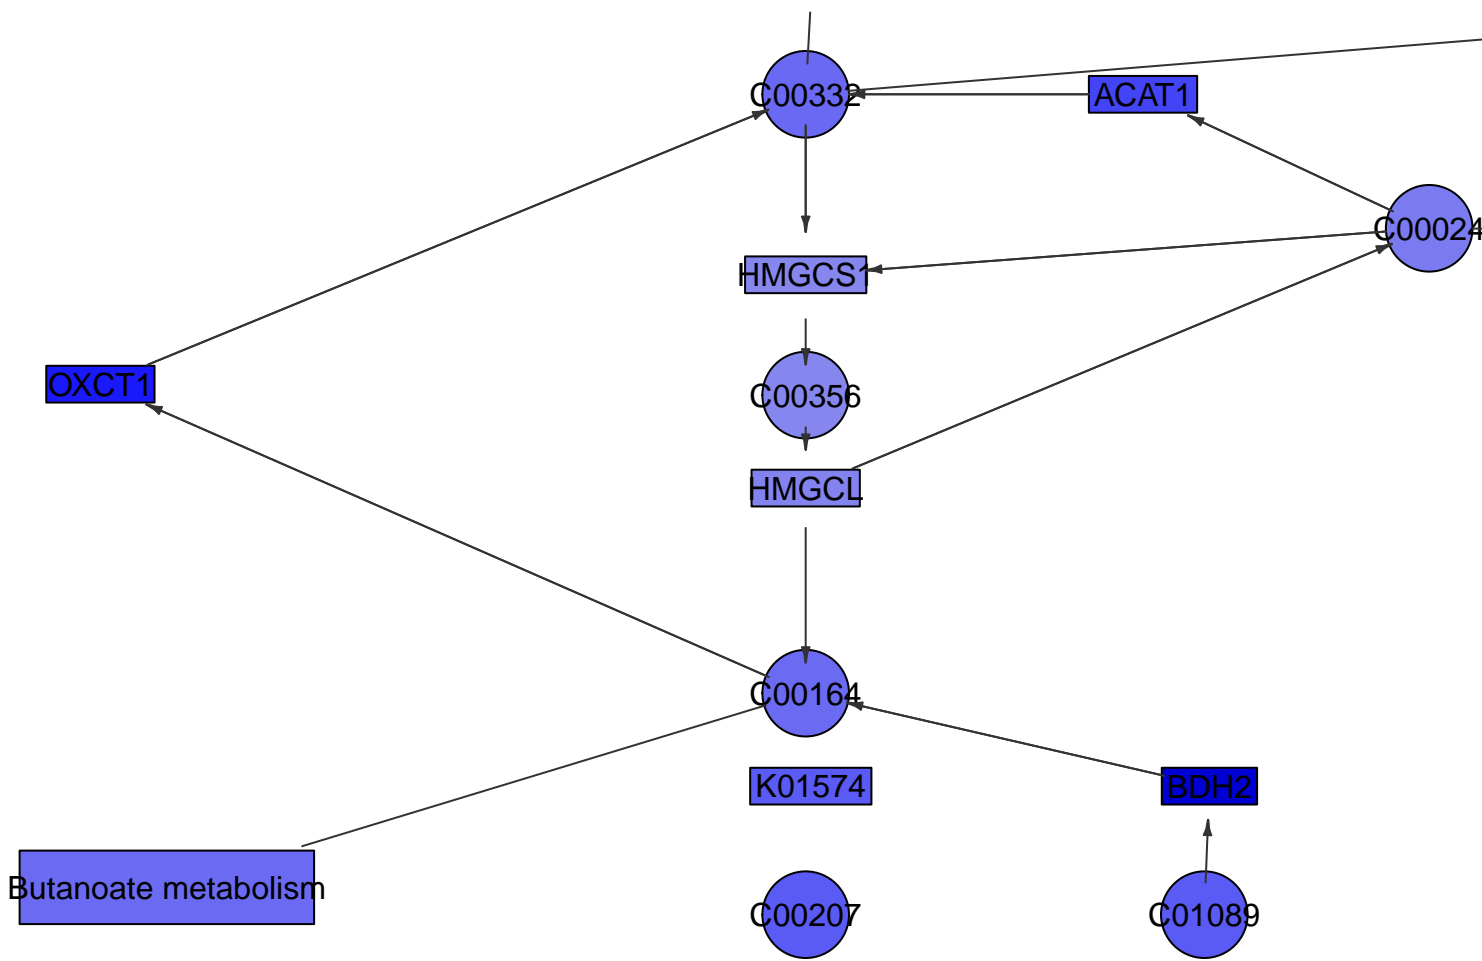 C00332
ACAT1
C00024
HMGCS1
OXCT1
C00356
HMGCL
C00164
K01574
BDH2
Butanoate metabolism
C00207
C01089